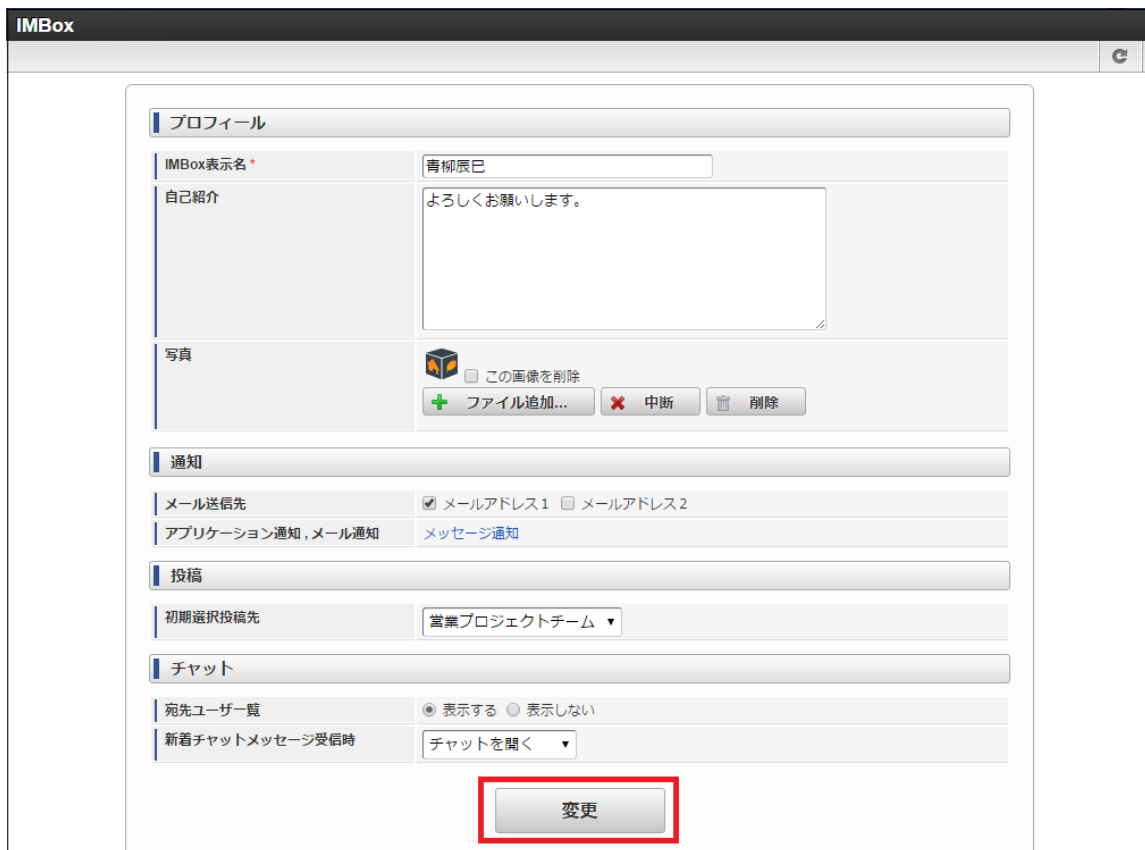 IMBox
プロフィール
IMBox表示名 *
青柳辰巳
自己紹介
よろしくお願いします。
写真
この画像を削除
ファイル追加... 中断 削除
通知
メール送信先
メールアドレス1 メールアドレス2
アプリケーション通知 , メール通知
メッセージ通知
投稿
初期選択投稿先
営業プロジェクトチーム
チャット
宛先ユーザ一覧
表示する 表示しない
新着チャットメッセージ受信時
チャットを開く
変更